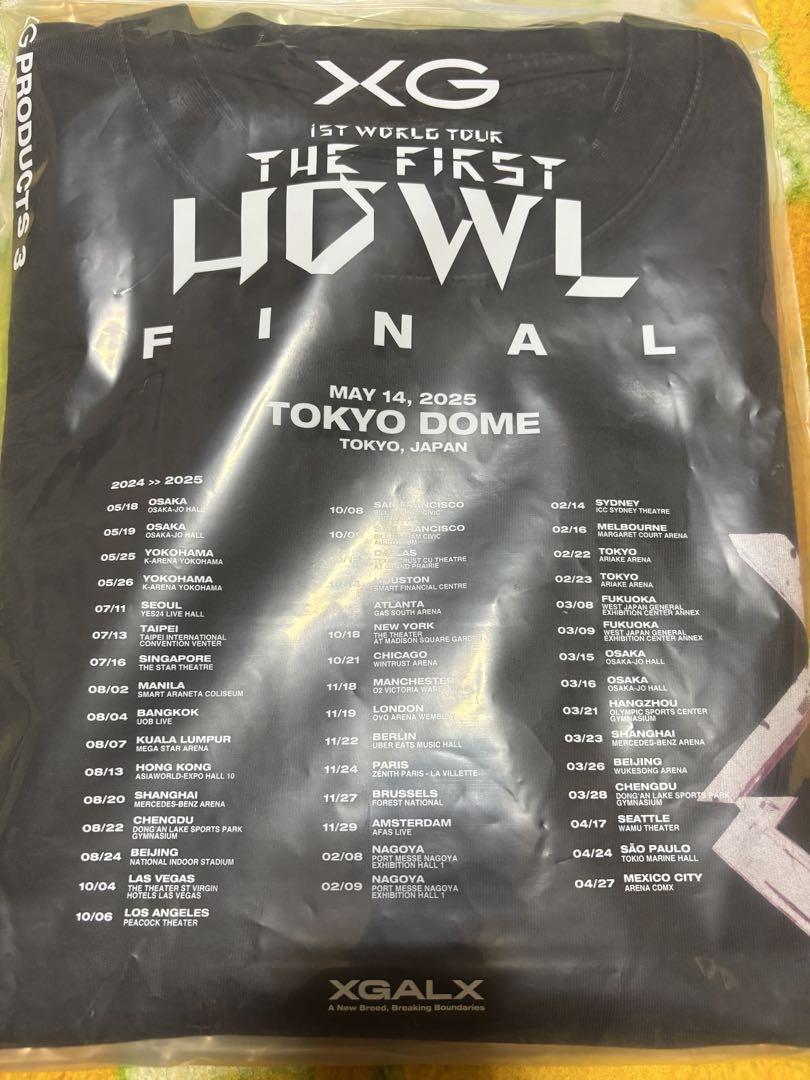 XG
1ST WORLD TOUR
THE FIRST
HOWL
FINAL
MAY 14, 2025
TOKYO DOME
TOKYO, JAPAN
G PRODUCTS 3
2024 >> 2025
05/18 OSAKA
OSAKA-JO HALL
05/19 OSAKA
OSAKA-JO HALL
05/25 YOKOHAMA
K-ARENA YOKOHAMA
05/26 YOKOHAMA
K-ARENA YOKOHAMA
07/11 SEOUL
YES24 LIVE HALL
07/13 TAIPEI
TAIPEI INTERNATIONAL
CONVENTION VENTER
07/16 SINGAPORE
THE STAR THEATRE
08/02 MANILA
SMART ARANETA COLISEUM
08/04 BANGKOK
UOB LIVE
08/07 KUALA LUMPUR
MEGA STAR ARENA
08/13 HONG KONG
ASIAWORLD-EXPO HALL 10
08/20 SHANGHAI
MERCEDES-BENZ ARENA
08/22 CHENGDU
DONG'AN LAKE SPORTS PARK
GYMNASIUM
08/24 BEIJING
NATIONAL INDOOR STADIUM
10/04 LAS VEGAS
THE THEATER ST VIRGIN
HOTELS LAS VEGAS
10/06 LOS ANGELES
PEACOCK THEATER
10/08 SAN FRANCISCO
CIVIC
FRANCISCO
CIVIC
DALLAS
TRUST CU THEATRE
AT GRAND PRAIRIE
HOUSTON
SMART FINANCIAL CENTRE
ATLANTA
GAS SOUTH ARENA
10/18 NEW YORK
THE THEATER
AT MADISON SQUARE GARDEN
10/21 CHICAGO
WINTRUST ARENA
11/18 MANCHESTER
O2 VICTORIA
11/19 LONDON
OVO ARENA WEMBLEY
11/22 BERLIN
UBER EATS MUSIC HALL
11/24 PARIS
ZENITH PARIS - LA VILLETTE
11/27 BRUSSELS
FOREST NATIONAL
11/29 AMSTERDAM
AFAS LIVE
02/08 NAGOYA
PORT MESSE NAGOYA
EXHIBITION HALL 1
02/09 NAGOYA
PORT MESSE NAGOYA
EXHIBITION HALL 1
02/14 SYDNEY
ICC SYDNEY THEATRE
02/16 MELBOURNE
MARGARET COURT ARENA
02/22 TOKYO
ARIAKE ARENA
02/23 TOKYO
ARIAKE ARENA
03/08 FUKUOKA
WEST JAPAN GENERAL
EXHIBITION CENTER ANNEX
03/09 FUKUOKA
WEST JAPAN GENERAL
EXHIBITION CENTER ANNEX
03/15 OSAKA
OSAKA-JO HALL
03/16 OSAKA
OSAKA-JO HALL
03/21 HANGZHOU
OLYMPIC SPORTS CENTER
GYMNASIUM
03/23 SHANGHAI
MERCEDES-BENZ ARENA
03/26 BEIJING
WUKESONG ARENA
03/28 CHENGDU
DONG'AN LAKE SPORTS PARK
GYMNASIUM
04/17 SEATTLE
WAMU THEATER
04/24 SÃO PAULO
TOKIO MARINE HALL
04/27 MEXICO CITY
ARENA CDMX
XGALX
A New Breed, Breaking Boundaries